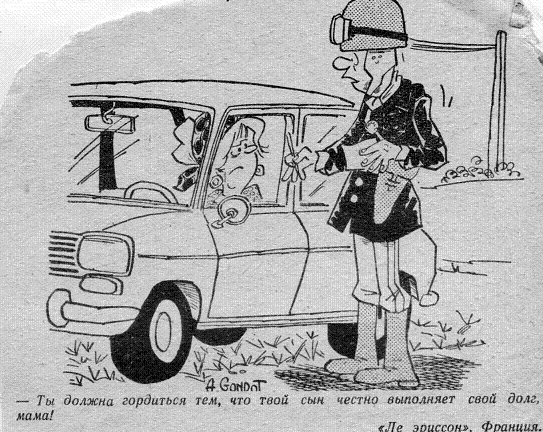 A GONDOT
— Ты должна гордиться тем, что твой сын честно выполняет свой долг,
мама!
«Ле эриссон», Франция.